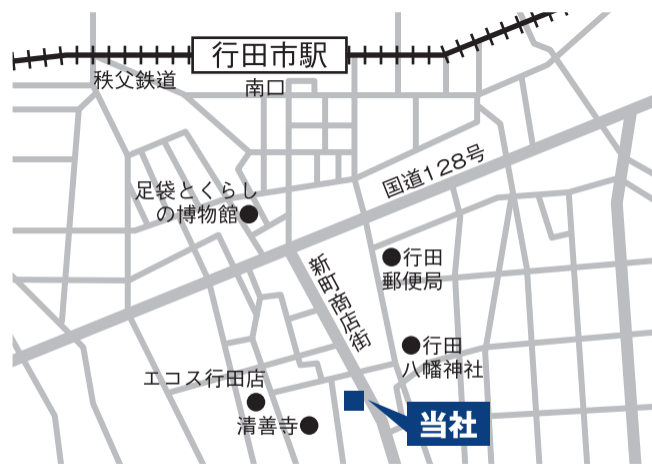 行田市駅
秩父鉄道
南口
国道128号
足袋とくらし
の博物館
行田
郵便局
新町商店街
行田
八幡神社
エコス行田店
清善寺
当社